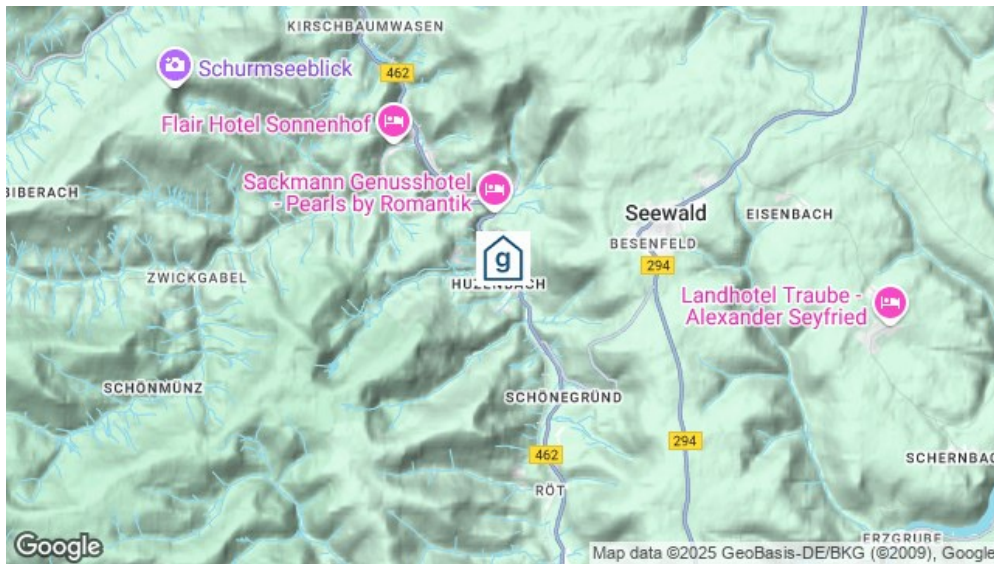 KIRSCHBAUMWASEN
Schurmseeblick
462
Flair Hotel Sonnenhof
Sackmann Genusshotel
- Pearls by Romantik
BIBERACH
Seewald
EISENBACH
BESENFELD
g
294
ZWICKGABEL
HUZENBACH
Landhotel Traube -
Alexander Seyfried
SCHÖNMÜNZ
SCHÖNEGRÜND
294
462
SCHERNBAC
RÖT
ERZGRUBE
Google
Map data ©2025 GeoBasis-DE/BKG (©2009), Google